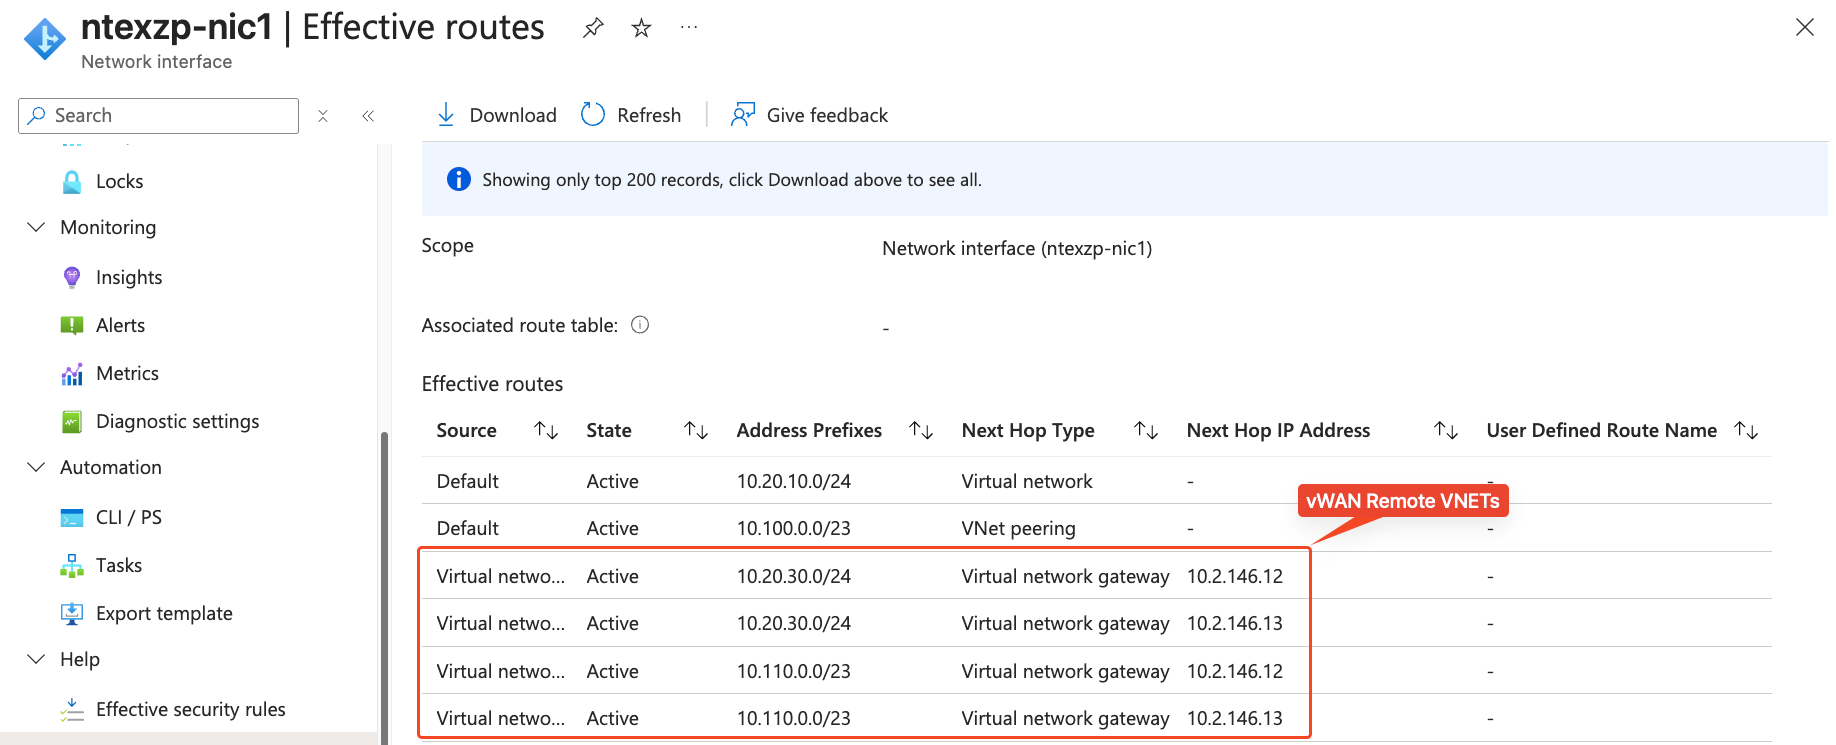 ntexzp-nic1 | Effective routes
Network interface
Search
Download Refresh Give feedback
Showing only top 200 records, click Download above to see all.
Locks
Monitoring
Insights
Alerts
Metrics
Diagnostic settings
Automation
CLI / PS
Tasks
Export template
Help
Effective security rules
Scope Network interface (ntexzp-nic1)
Associated route table: -
Effective routes
Source State Address Prefixes Next Hop Type Next Hop IP Address User Defined Route Name
Default Active 10.20.10.0/24 Virtual network - -
vWAN Remote VNETs
Default Active 10.100.0.0/23 VNet peering - -
Virtual netwo... Active 10.20.30.0/24 Virtual network gateway 10.2.146.12 -
Virtual netwo... Active 10.20.30.0/24 Virtual network gateway 10.2.146.13 -
Virtual netwo... Active 10.110.0.0/23 Virtual network gateway 10.2.146.12 -
Virtual netwo... Active 10.110.0.0/23 Virtual network gateway 10.2.146.13 -